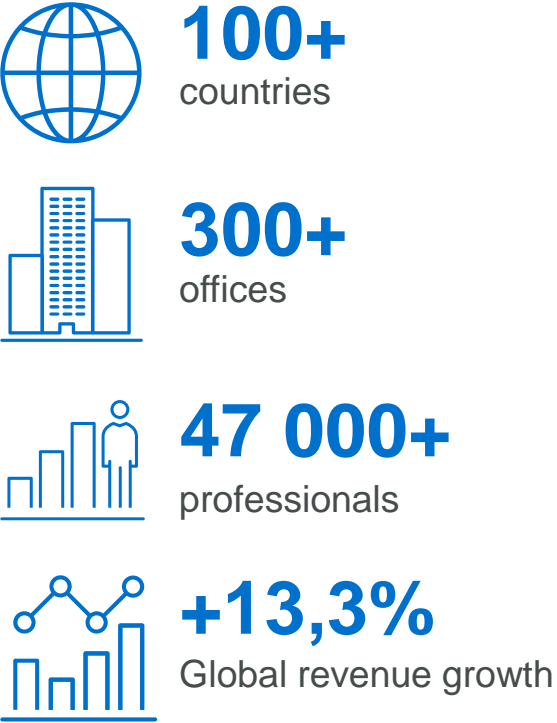 100+
countries
300+
offices
47 000+
professionals
+13,3%
Global revenue growth